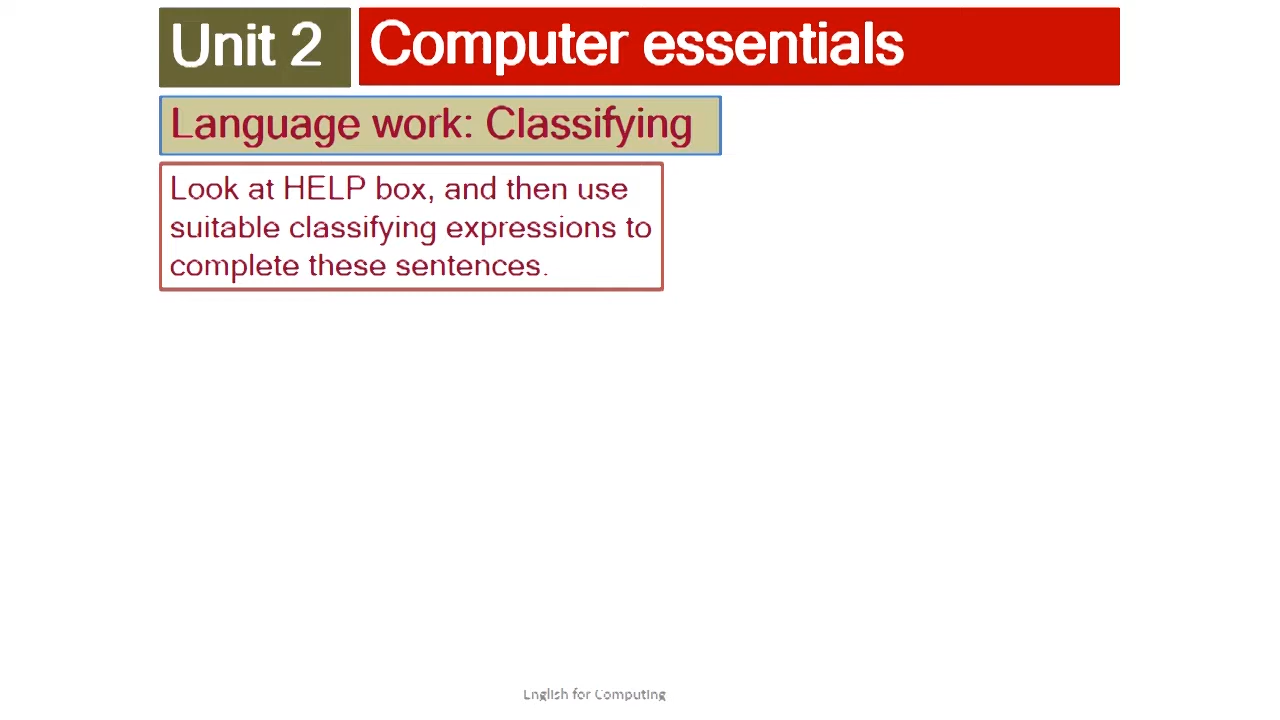 Unit 2 Computer essentials
Language work: Classifying
Look at HELP box, and then use
suitable classifying expressions to
complete these sentences.
English for Computing